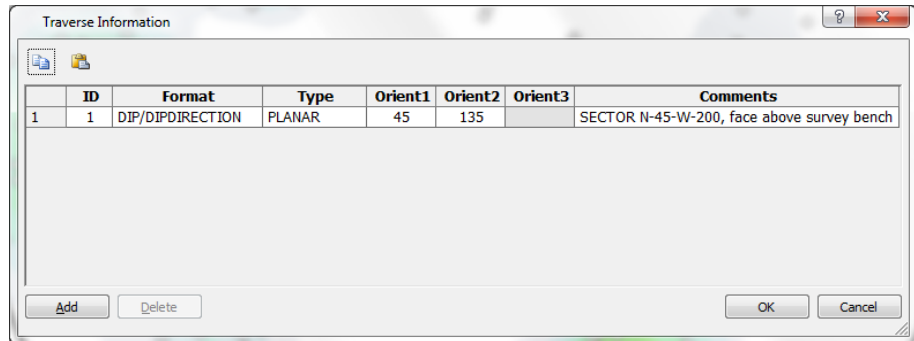 Traverse Information
ID Format Type Orient1 Orient2 Orient3 Comments
1 1 DIP/DIPDIRECTION PLANAR 45 135 SECTOR N-45-W-200, face above survey bench
Add Delete OK Cancel